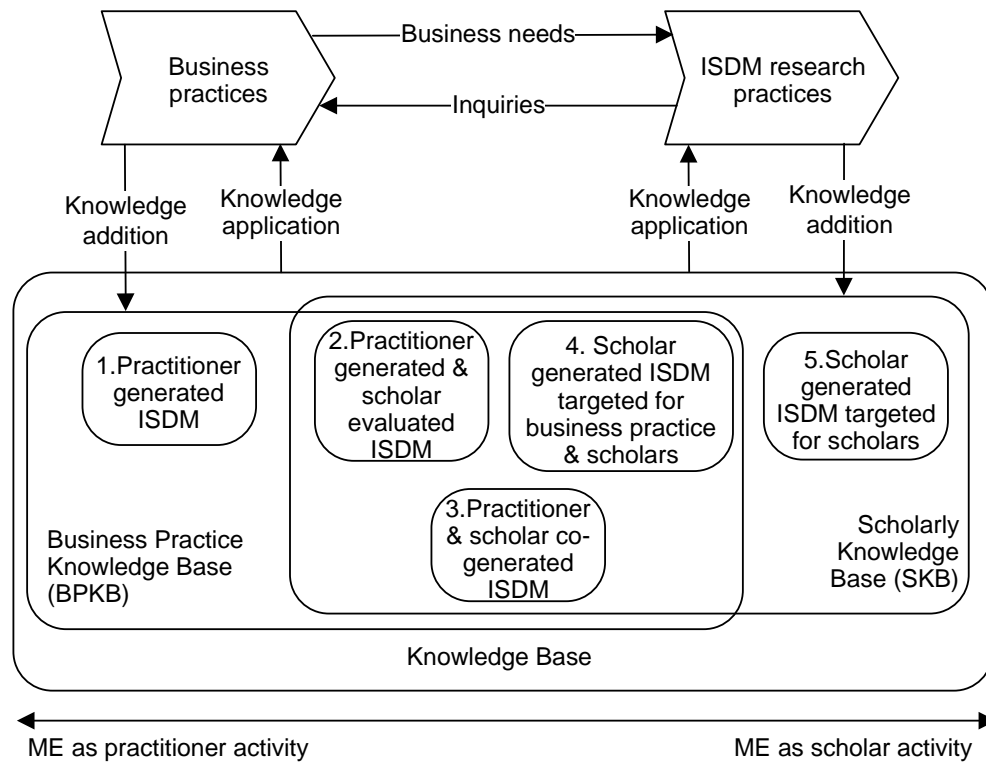 Business
practices
Business needs
Inquiries
ISDM research
practices
Knowledge
addition
Knowledge
application
Knowledge
application
Knowledge
addition
1.Practitioner
generated
ISDM
2.Practitioner
generated &
scholar
evaluated
ISDM
4. Scholar
generated ISDM
targeted for
business practice
& scholars
5.Scholar
generated
ISDM targeted
for scholars
3.Practitioner
& scholar co-
generated
ISDM
Business Practice
Knowledge Base
(BPKB)
Scholarly
Knowledge
Base (SKB)
Knowledge Base
ME as practitioner activity
ME as scholar activity